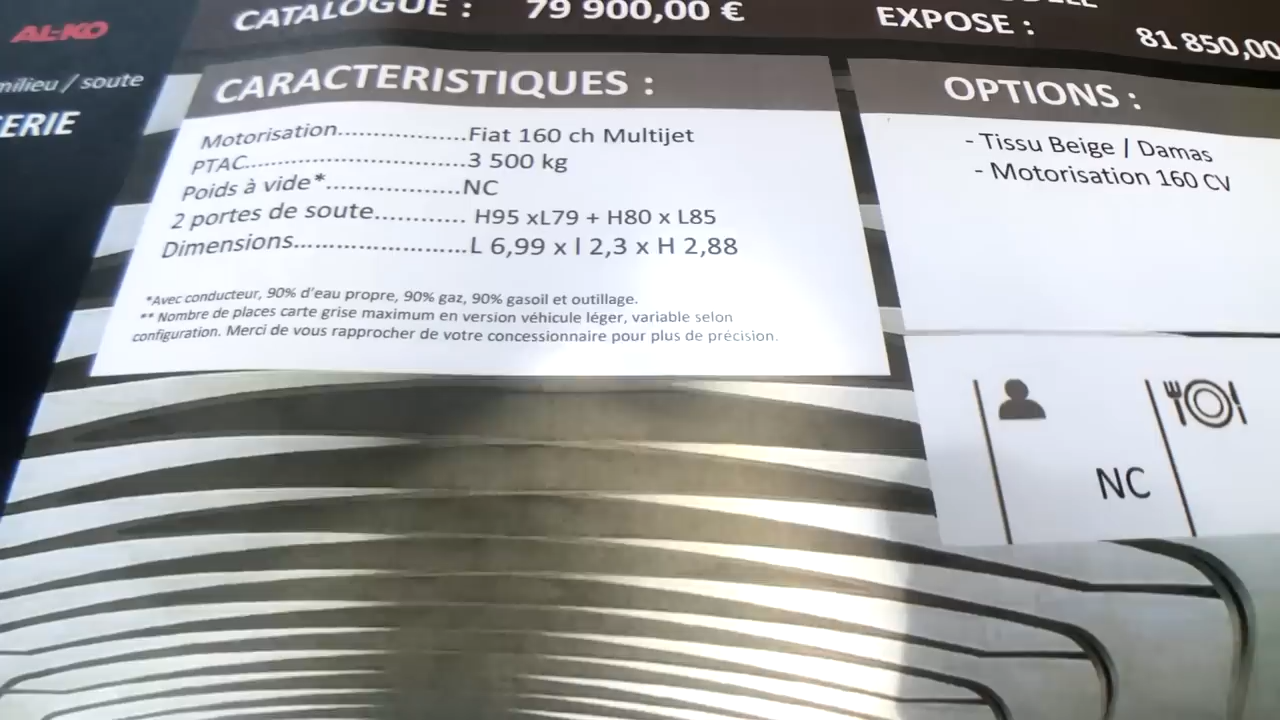 AL-KO
CATALOGUE : 79 900,00 €
EXPOSE :
81 850,00
milieu / soute
CARACTERISTIQUES :
Motorisation..................Fiat 160 ch Multijet
PTAC...............................3 500 kg
Poids à vide*...................NC
2 portes de soute............ H95 xL79 + H80 x L85
Dimensions.......................L 6,99 x l 2,3 x H 2,88
*Avec conducteur, 90% d'eau propre, 90% gaz, 90% gasoil et outillage.
** Nombre de places carte grise maximum en version véhicule léger, variable selon
configuration. Merci de vous rapprocher de votre concessionnaire pour plus de précision.
OPTIONS :
- Tissu Beige / Damas
- Motorisation 160 CV
NC